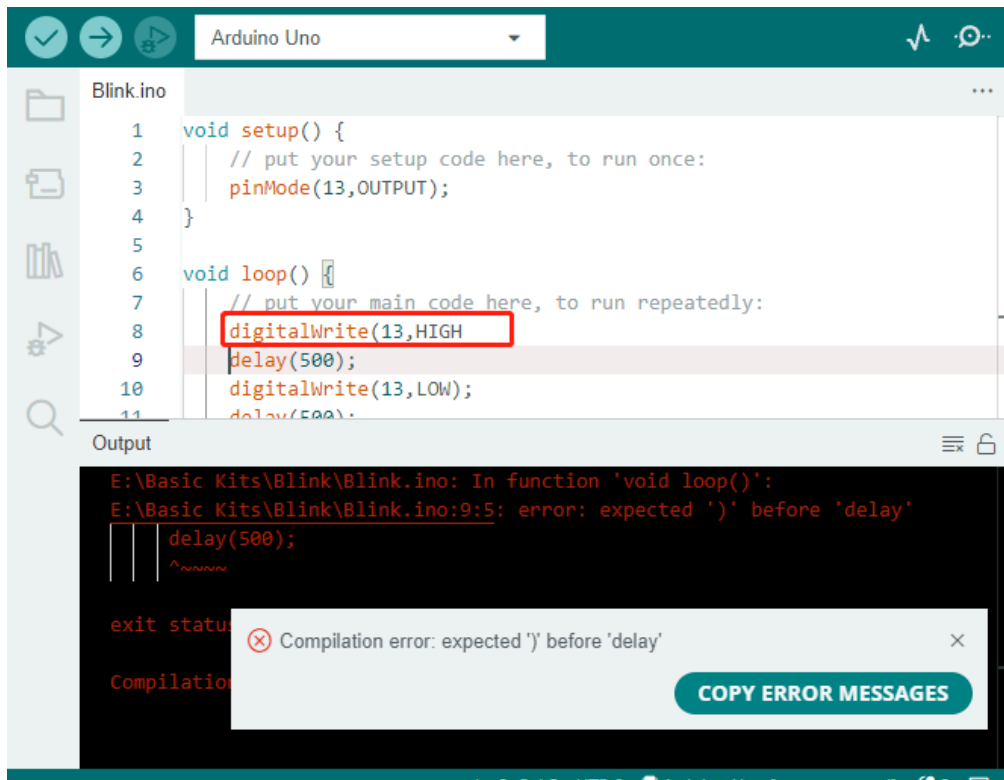 Arduino Uno
Blink.ino
1 void setup() {
2 // put your setup code here, to run once:
3 pinMode(13,OUTPUT);
4 }
5
6 void loop() {
7 // put your main code here, to run repeatedly:
8 digitalWrite(13,HIGH
9 delay(500);
10 digitalWrite(13,LOW);
11 delay(500);
Output
E:\Basic Kits\Blink\Blink.ino: In function 'void loop()':
E:\Basic Kits\Blink\Blink.ino:9:5: error: expected ')' before 'delay'
delay(500);
^~~~~
exit status
Compilation error: expected ')' before 'delay'
Compilation
COPY ERROR MESSAGES